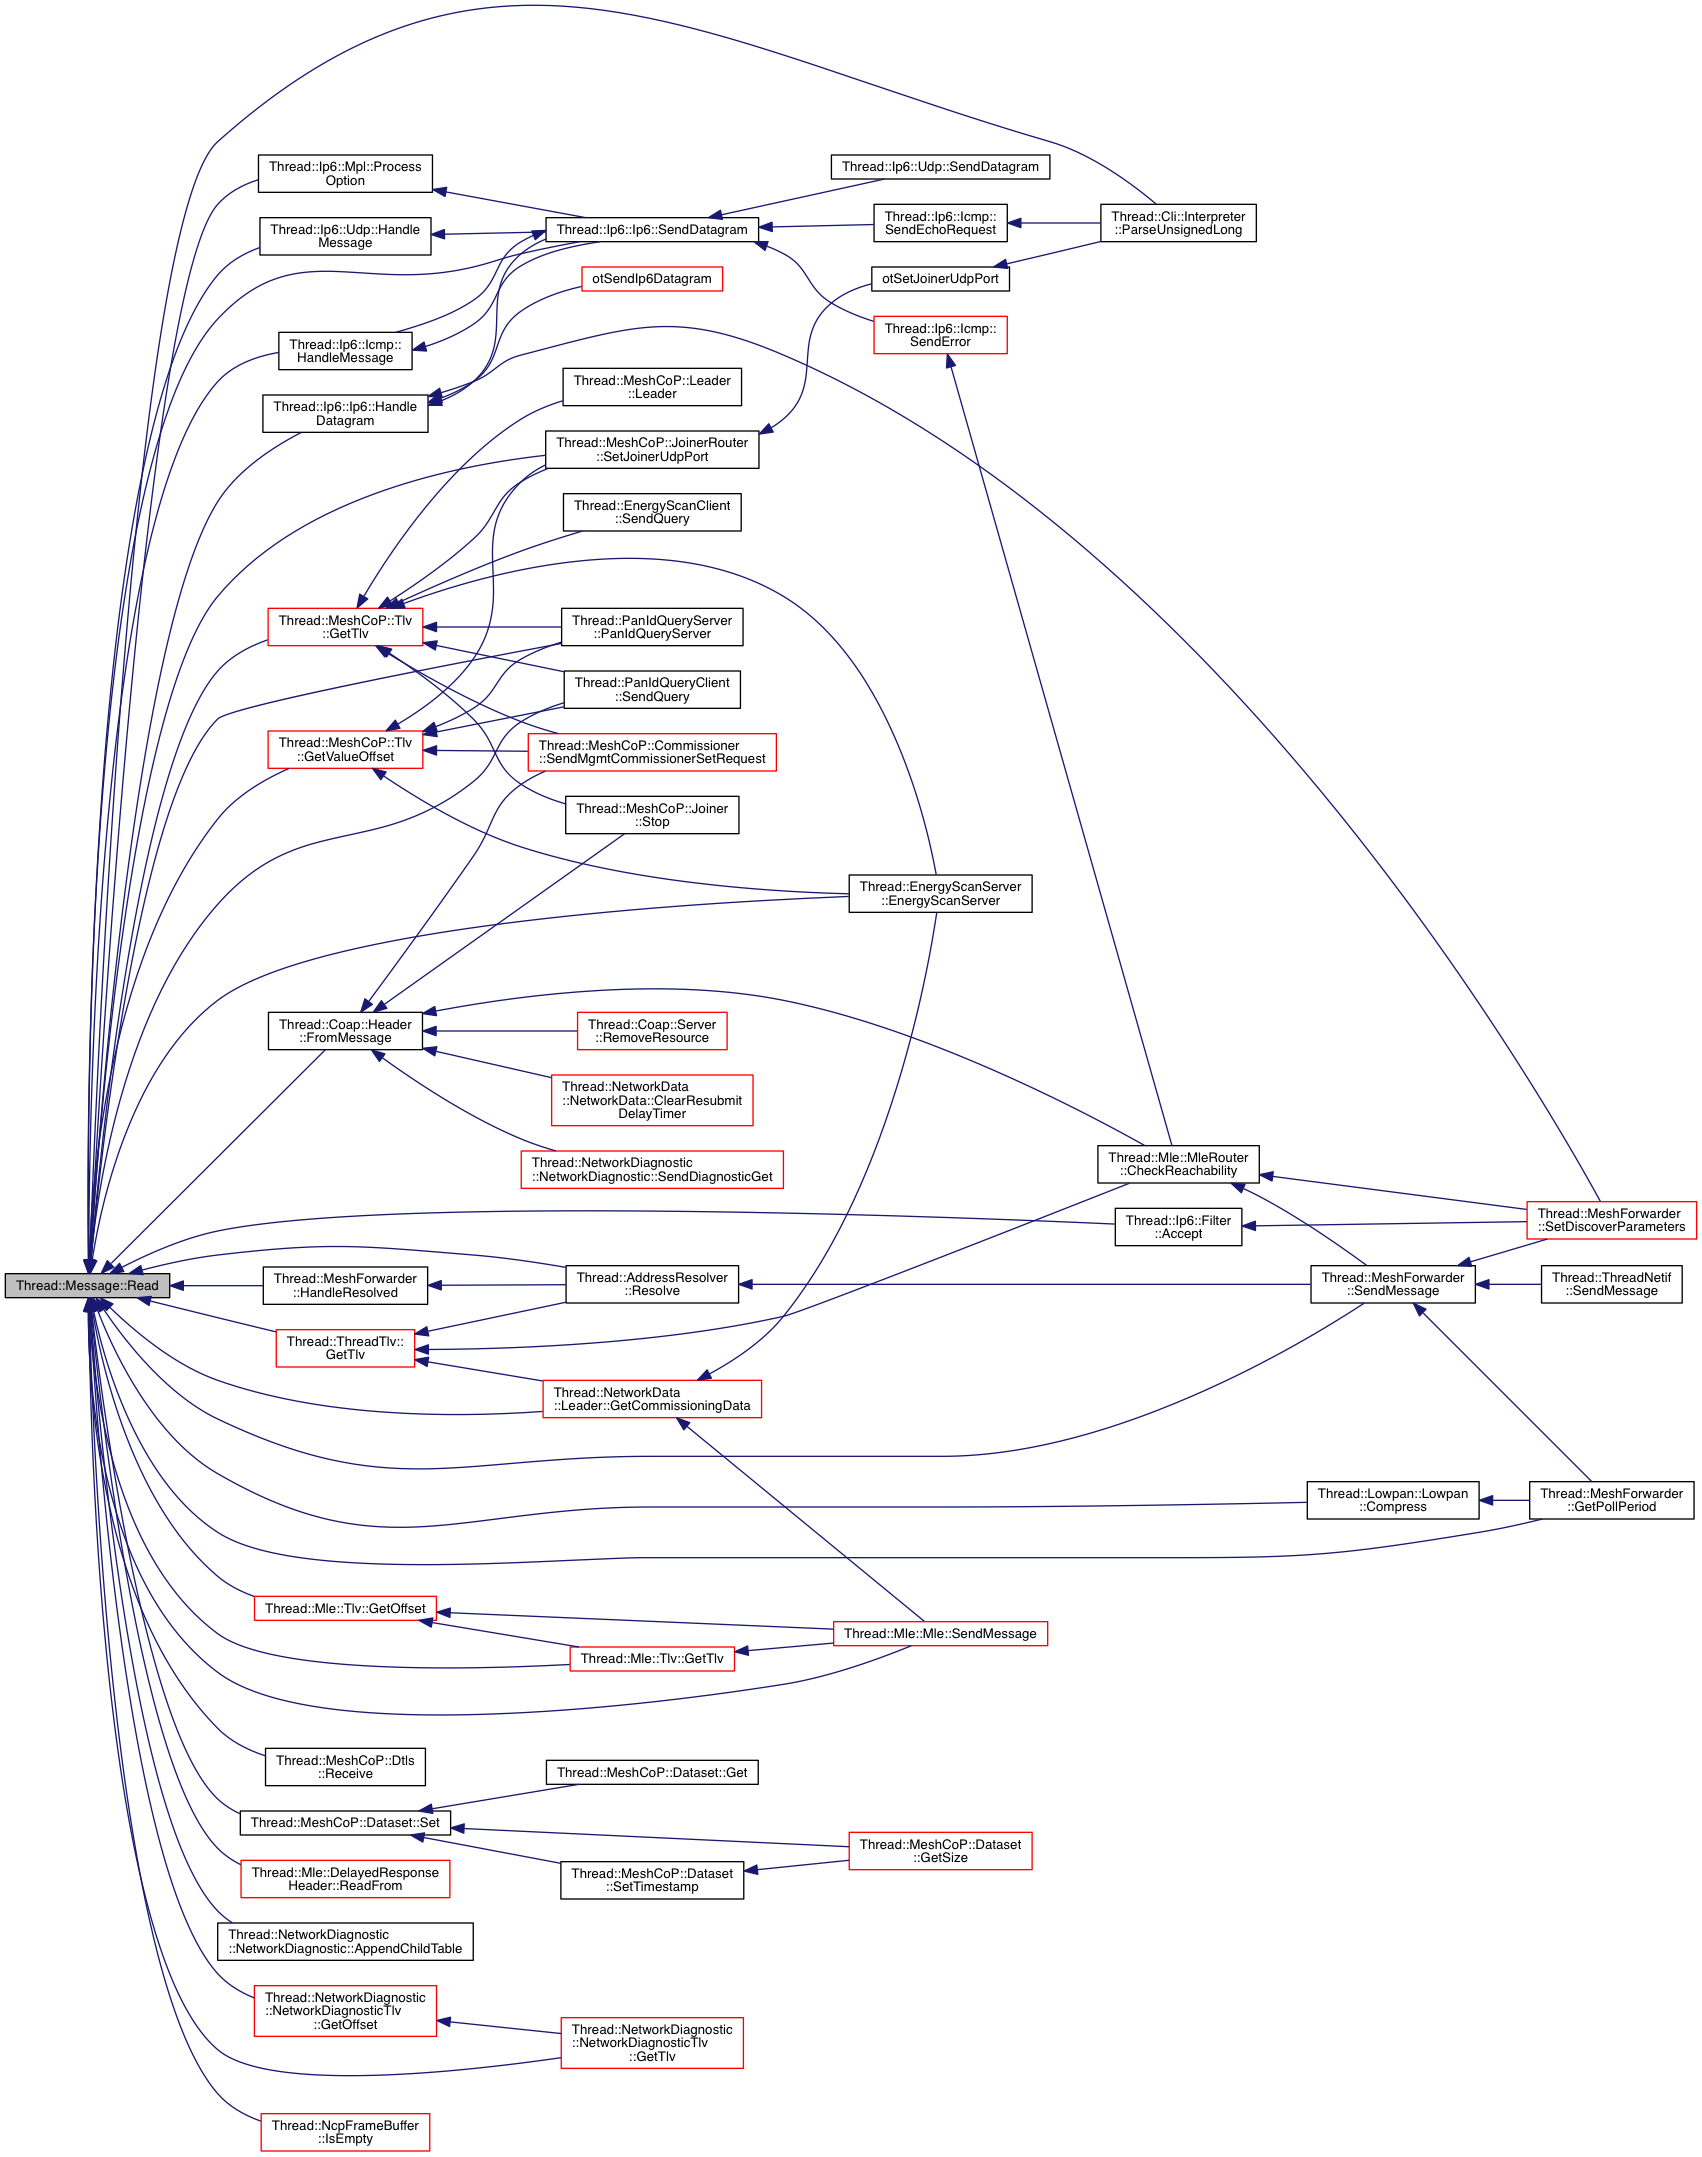 Thread::Ip6::Mpl::Process
Option
Thread::Ip6::Udp::SendDatagram
Thread::Ip6::Udp::Handle
Message
Thread::Ip6::Ip6::SendDatagram
Thread::Ip6::Icmp::
SendEchoRequest
Thread::Cli::Interpreter
::ParseUnsignedLong
otSendIp6Datagram
otSetJoinerUdpPort
Thread::Ip6::Icmp::
HandleMessage
Thread::Ip6::Icmp::
SendError
Thread::Ip6::Ip6::Handle
Datagram
Thread::MeshCoP::Leader
::Leader
Thread::MeshCoP::JoinerRouter
::SetJoinerUdpPort
Thread::EnergyScanClient
::SendQuery
Thread::MeshCoP::Tlv
::GetTlv
Thread::PanIdQueryServer
::PanIdQueryServer
Thread::PanIdQueryClient
::SendQuery
Thread::MeshCoP::Tlv
::GetValueOffset
Thread::MeshCoP::Commissioner
::SendMgmtCommissionerSetRequest
Thread::MeshCoP::Joiner
::Stop
Thread::EnergyScanServer
::EnergyScanServer
Thread::Coap::Header
::FromMessage
Thread::Coap::Server
::RemoveResource
Thread::NetworkData
::NetworkData::ClearResubmit
DelayTimer
Thread::NetworkDiagnostic
::NetworkDiagnostic::SendDiagnosticGet
Thread::Mle::MleRouter
::CheckReachability
Thread::Ip6::Filter
::Accept
Thread::MeshForwarder
::SetDiscoverParameters
Thread::Message::Read
Thread::MeshForwarder
::HandleResolved
Thread::AddressResolver
::Resolve
Thread::MeshForwarder
::SendMessage
Thread::ThreadNetif
::SendMessage
Thread::ThreadTlv::
GetTlv
Thread::NetworkData
::Leader::GetCommissioningData
Thread::Lowpan::Lowpan
::Compress
Thread::MeshForwarder
::GetPollPeriod
Thread::Mle::Tlv::GetOffset
Thread::Mle::Tlv::GetTlv
Thread::Mle::Mle::SendMessage
Thread::MeshCoP::Dtls
::Receive
Thread::MeshCoP::Dataset::Get
Thread::MeshCoP::Dataset::Set
Thread::MeshCoP::Dataset
::GetSize
Thread::MeshCoP::Dataset
::SetTimestamp
Thread::Mle::DelayedResponse
Header::ReadFrom
Thread::NetworkDiagnostic
::NetworkDiagnostic::AppendChildTable
Thread::NetworkDiagnostic
::NetworkDiagnosticTlv
::GetOffset
Thread::NetworkDiagnostic
::NetworkDiagnosticTlv
::GetTlv
Thread::NcpFrameBuffer
::IsEmpty